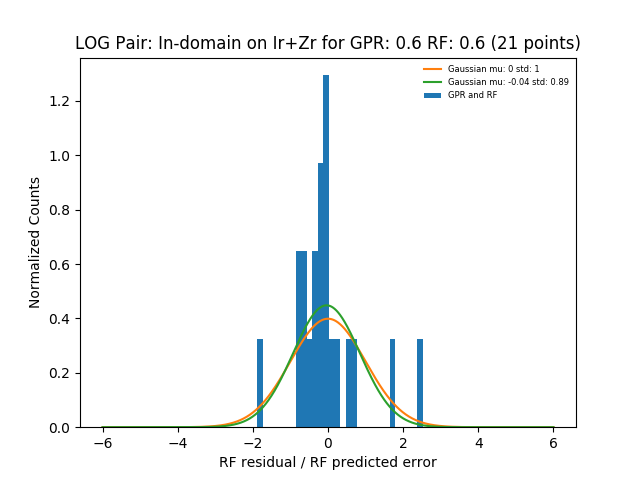 LOG Pair: In-domain on Ir+Zr for GPR: 0.6 RF: 0.6 (21 points)
Gaussian mu: 0 std: 1
Gaussian mu: -0.04 std: 0.89
GPR and RF
Normalized Counts
1.2
1.0
0.8
0.6
0.4
0.2
0.0
−6 −4 −2 0 2 4 6
RF residual / RF predicted error